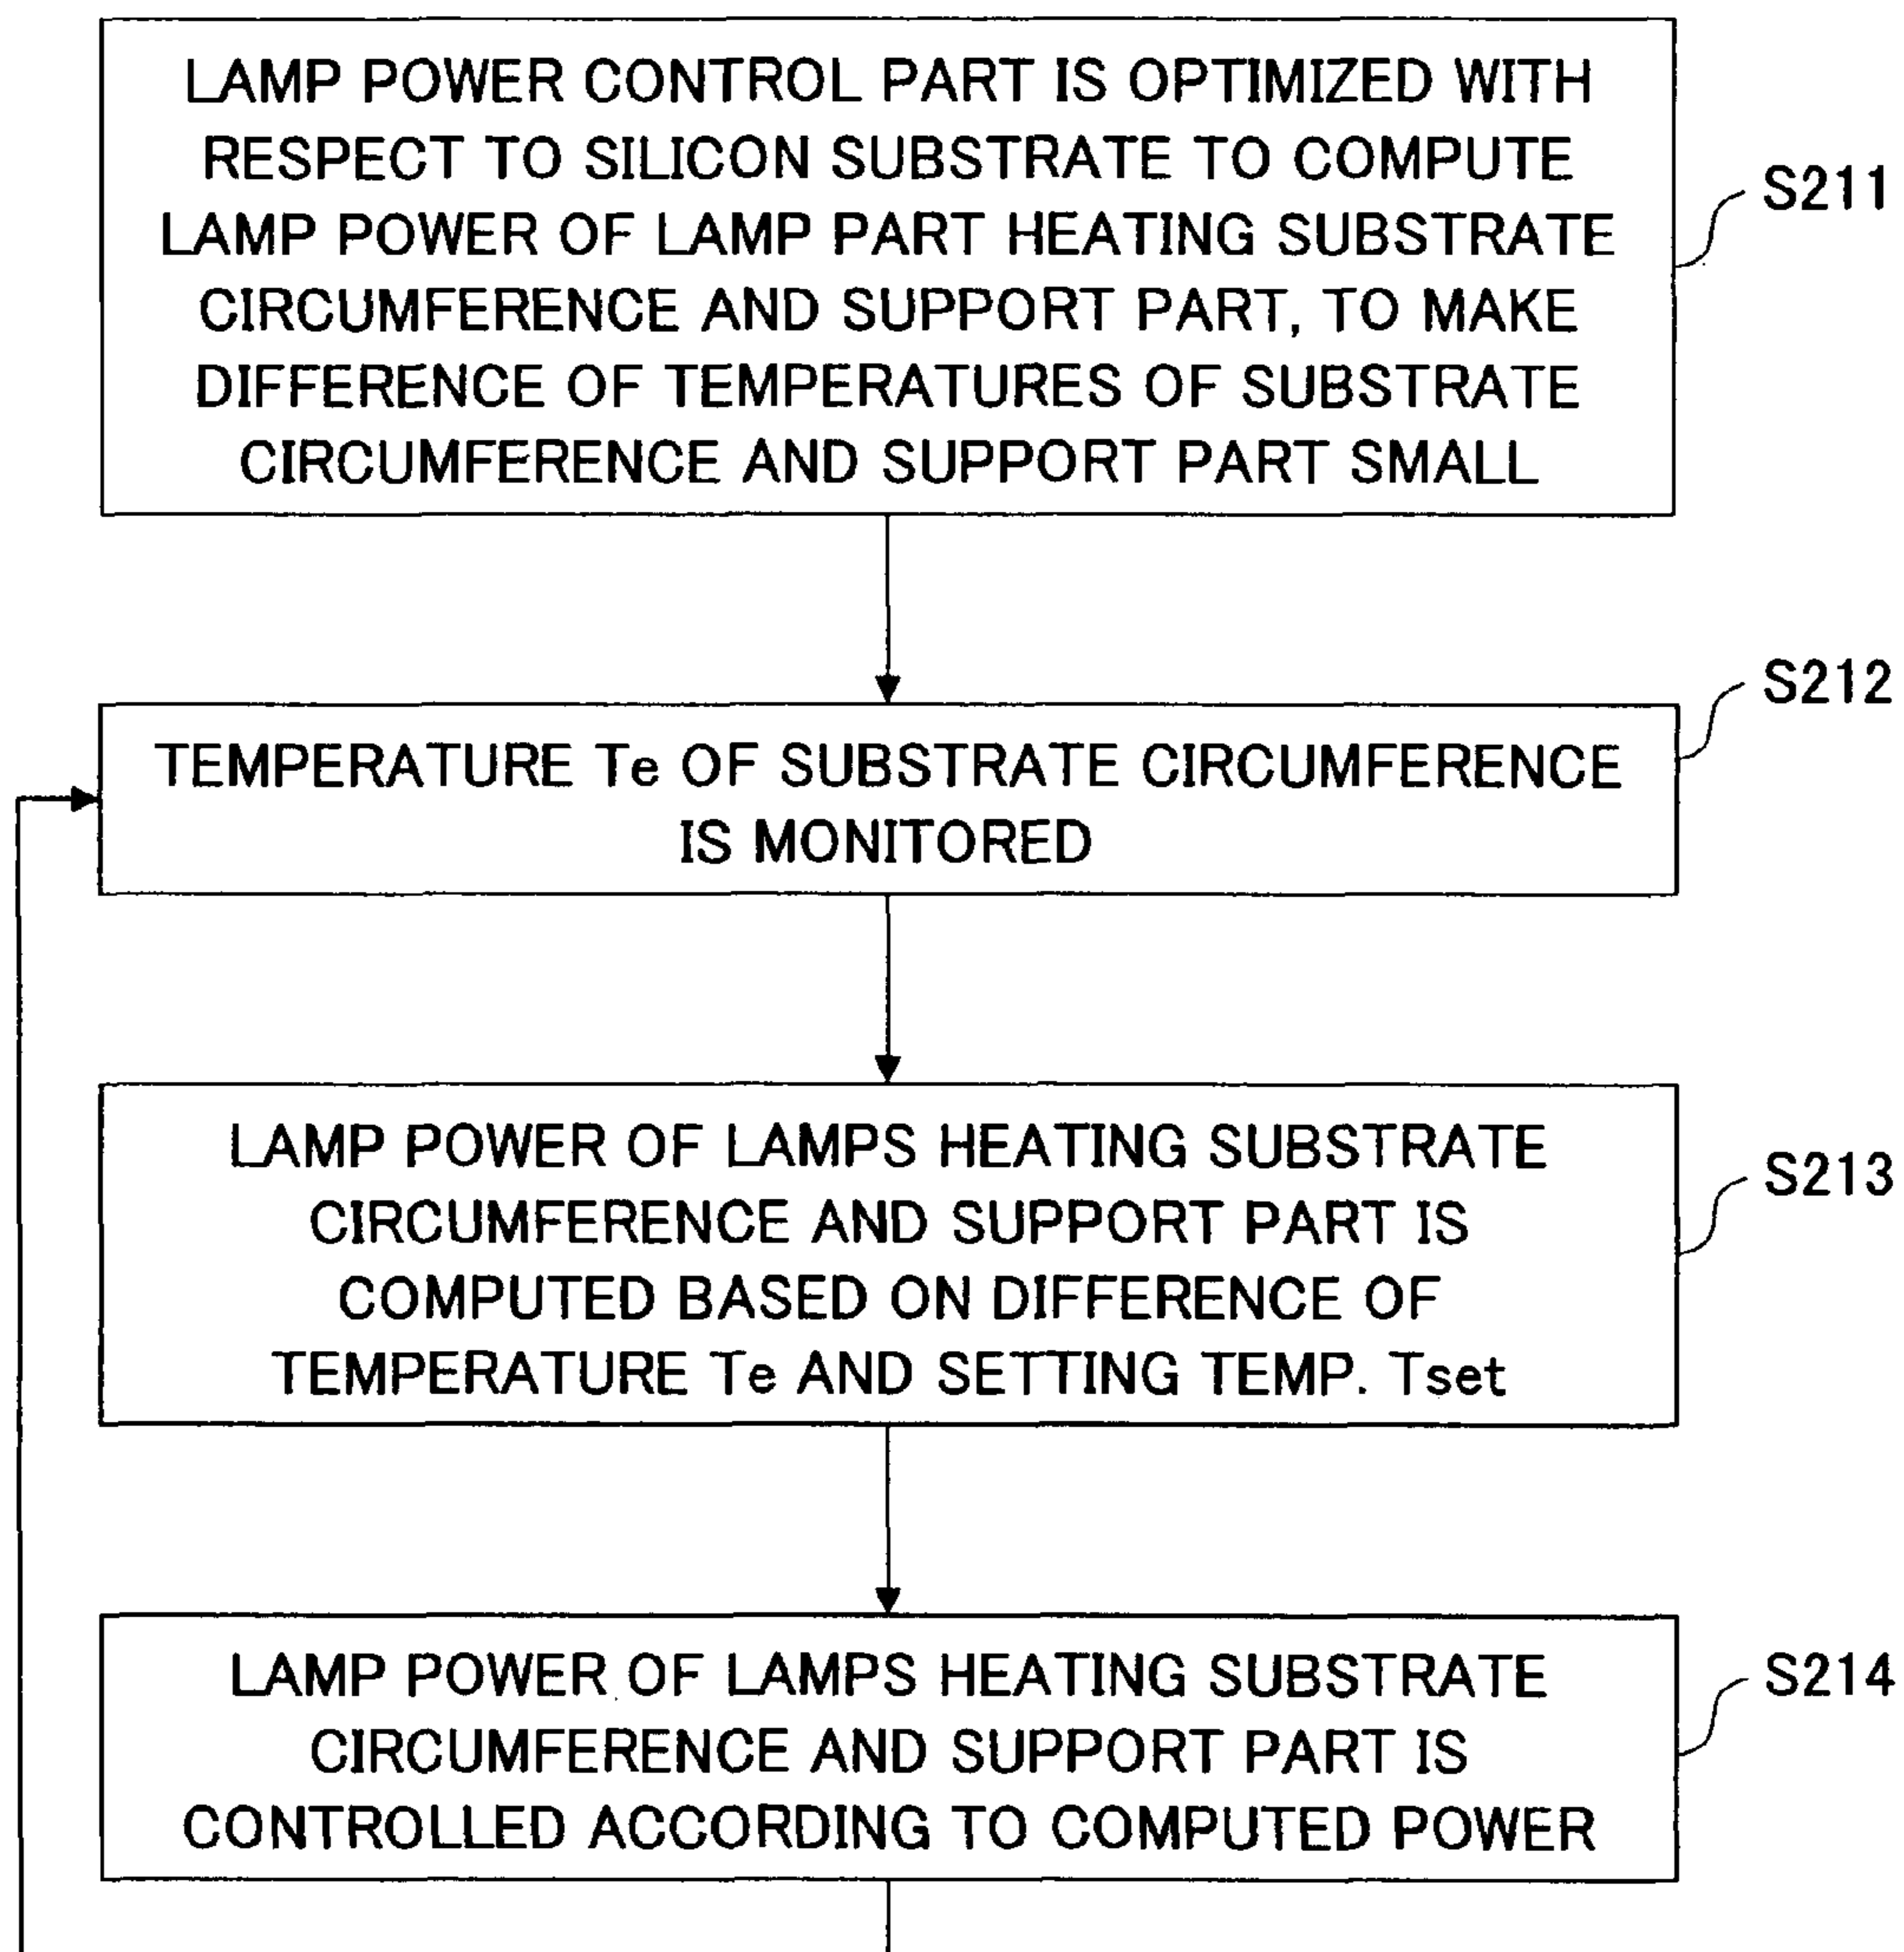 LAMP POWER CONTROL PART IS OPTIMIZED WITH
RESPECT TO SILICON SUBSTRATE TO COMPUTE
LAMP POWER OF LAMP PART HEATING SUBSTRATE
CIRCUMFERENCE AND SUPPORT PART, TO MAKE
DIFFERENCE OF TEMPERATURES OF SUBSTRATE
CIRCUMFERENCE AND SUPPORT PART SMALL
S211
TEMPERATURE Te OF SUBSTRATE CIRCUMFERENCE
IS MONITORED
S212
LAMP POWER OF LAMPS HEATING SUBSTRATE
CIRCUMFERENCE AND SUPPORT PART IS
COMPUTED BASED ON DIFFERENCE OF
TEMPERATURE Te AND SETTING TEMP. Tset
S213
LAMP POWER OF LAMPS HEATING SUBSTRATE
CIRCUMFERENCE AND SUPPORT PART IS
CONTROLLED ACCORDING TO COMPUTED POWER
S214